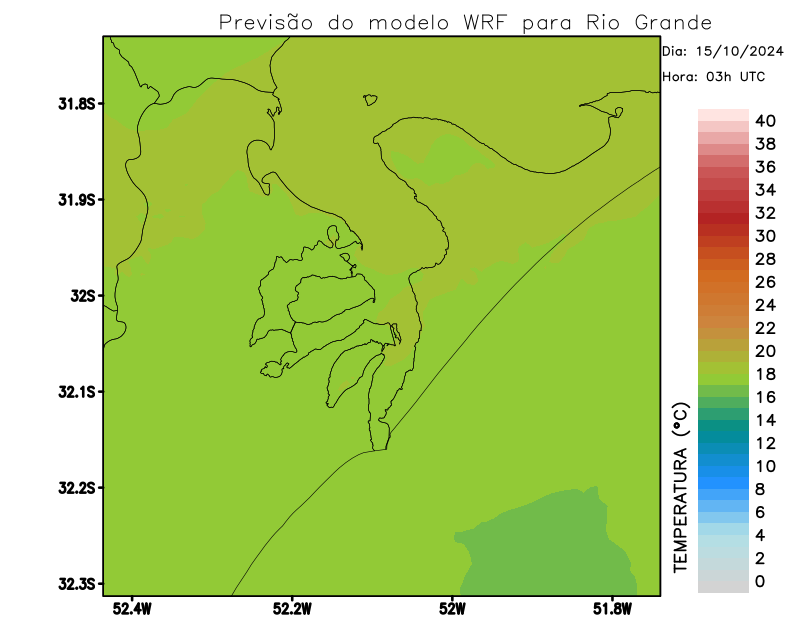 Previsão do modelo WRF para Rio Grande
Dia: 15/10/2024
Hora: 03h UTC
31.8S
31.9S
32S
32.1S
32.2S
32.3S
52.4W
52.2W
52W
51.8W
TEMPERATURA (°C)
40
38
36
34
32
30
28
26
24
22
20
18
16
14
12
10
8
6
4
2
0